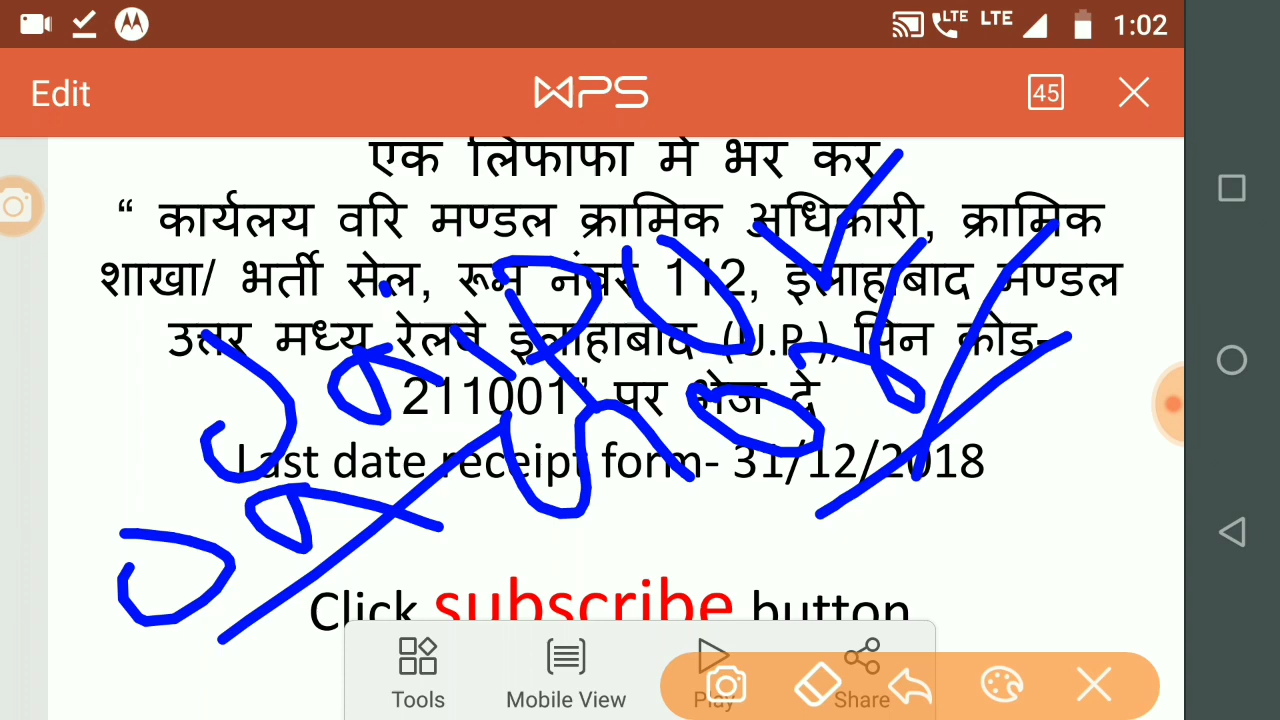 1:02
LTE LTE
Edit
WPS
45
एक लिफाफा मे भर कर
“ कार्यलय वरि मण्डल क्रामिक अधिकारी, क्रामिक
शाखा/ भर्ती सेल, रूम नंबर 112, इलाहाबाद मण्डल
उत्तर मध्य रेलवे इलाहाबाद (U.P.), पिन कोड-
211001” पर भेज दे
Last date receipt form- 31/12/2018
Click subscribe button
Tools
Mobile View
Play
Share